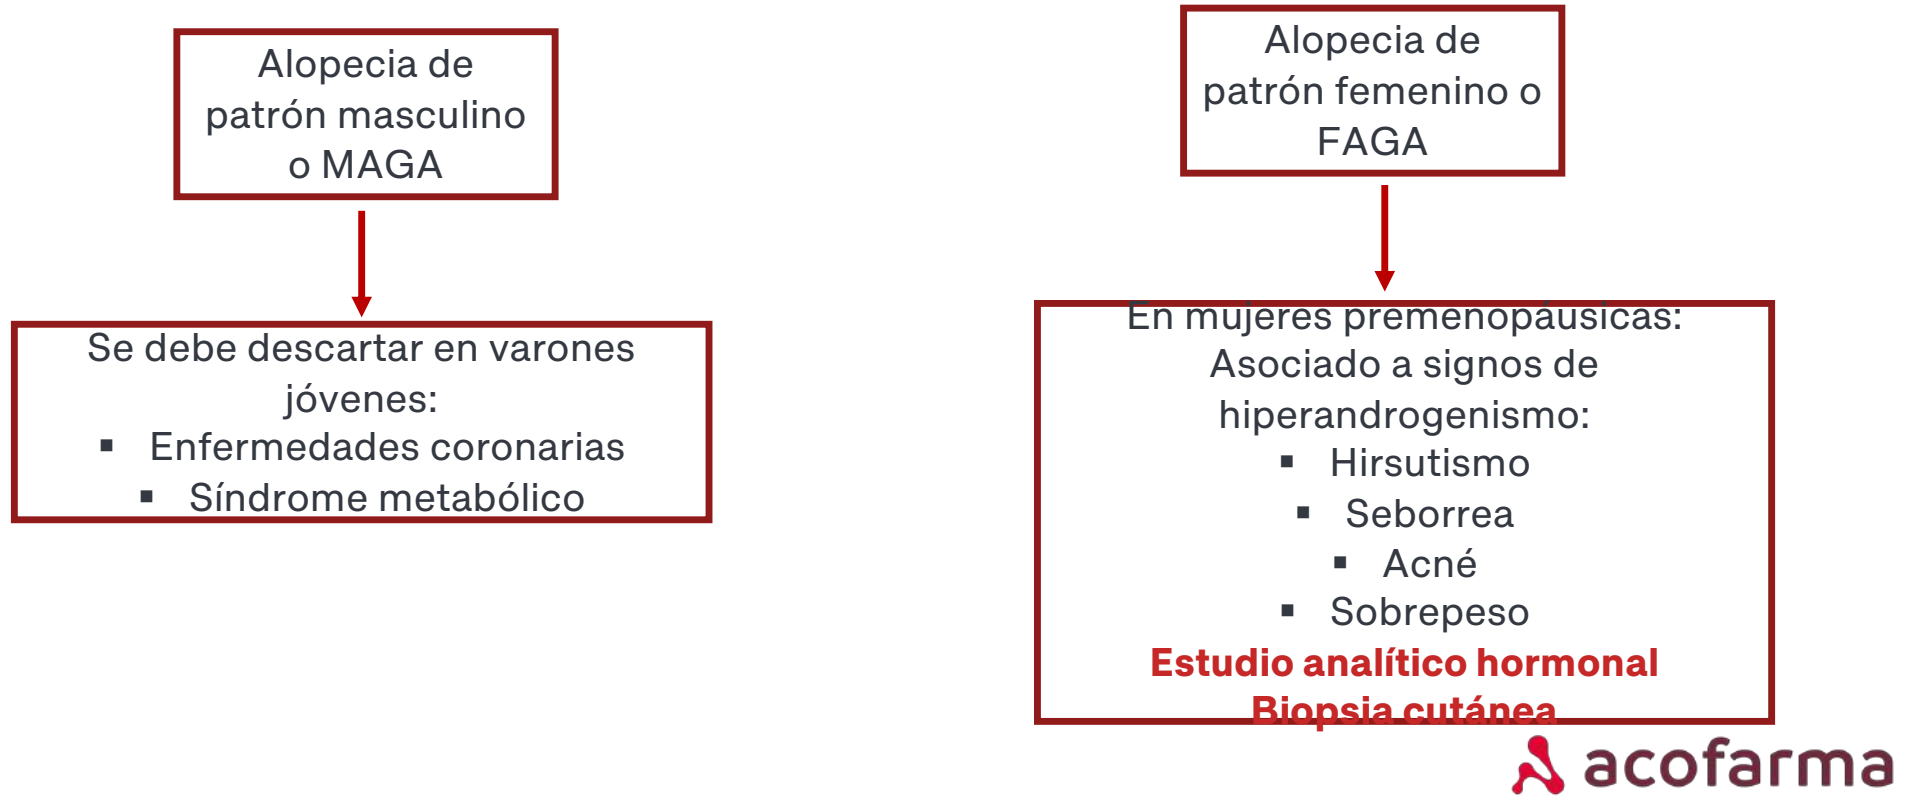 Alopecia de
patrón masculino
o MAGA
Se debe descartar en varones
jóvenes:
▪ Enfermedades coronarias
▪ Síndrome metabólico
Alopecia de
patrón femenino o
FAGA
En mujeres premenopáusicas:
Asociado a signos de
hiperandrogenismo:
▪ Hirsutismo
▪ Seborrea
▪ Acné
▪ Sobrepeso
Estudio analítico hormonal
Biopsia cutánea
acofarma